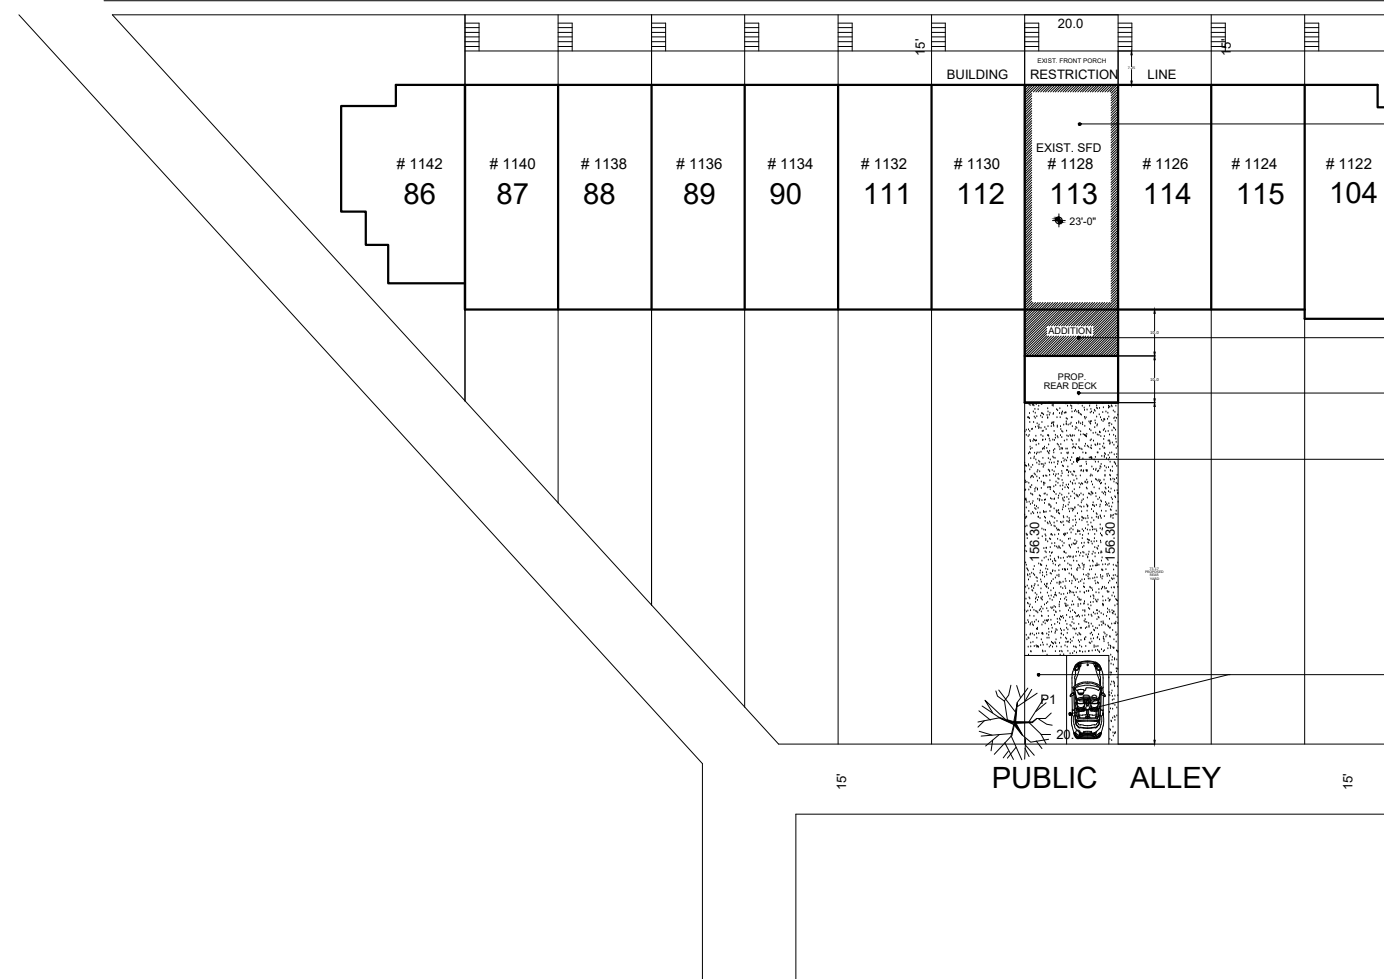 20.0
15'
15'
EXIST. FRONT PORCH
BUILDING RESTRICTION LINE
EXIST. SFD
# 1142 # 1140 # 1138 # 1136 # 1134 # 1132 # 1130 # 1128 # 1126 # 1124 # 1122
86 87 88 89 90 111 112 113 114 115 104
23'-0"
ADDITION
PROP.
REAR DECK
156.30
156.30
P1
20.
PUBLIC ALLEY
15'
15'